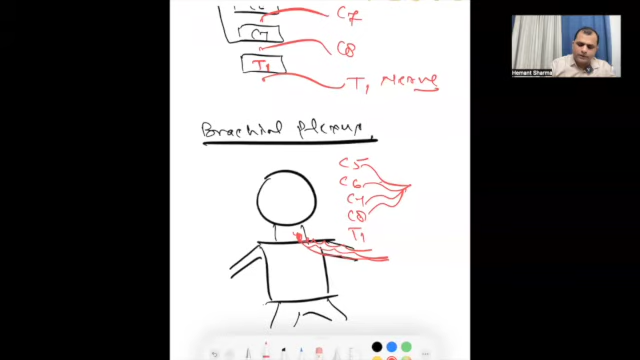 C7
C7
C8
T1
T1 Nerve
Brachial Plexus
C5
C6
C7
C8
T1
Hemant Sharma